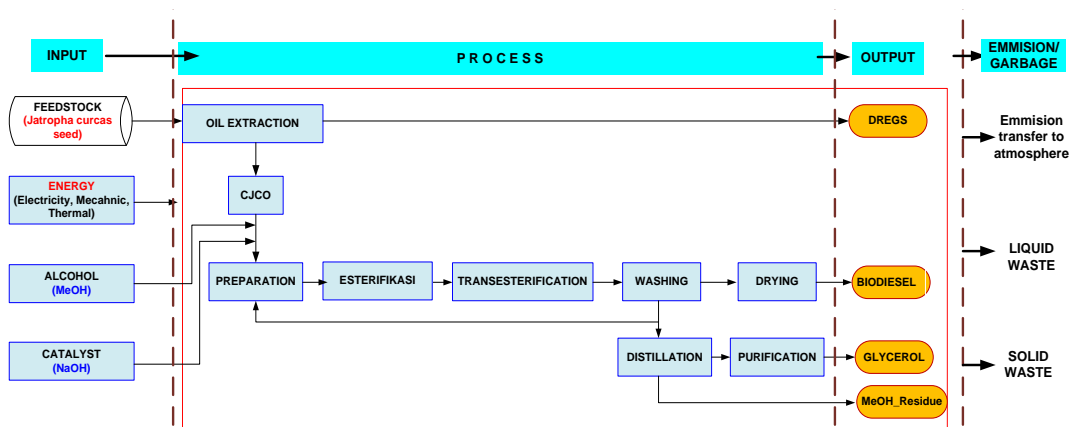 INPUT
P R O C E S S
OUTPUT
EMMISION/
GARBAGE
FEEDSTOCK
(Jatropha curcas
seed)
OIL EXTRACTION
DREGS
Emmision
transfer to
atmosphere
ENERGY
(Electricity, Mecahnic,
Thermal)
CJCO
LIQUID
WASTE
ALCOHOL
(MeOH)
PREPARATION
ESTERIFIKASI
TRANSESTERIFICATION
WASHING
DRYING
BIODIESEL
CATALYST
(NaOH)
DISTILLATION
PURIFICATION
GLYCEROL
SOLID
WASTE
MeOH_Residue